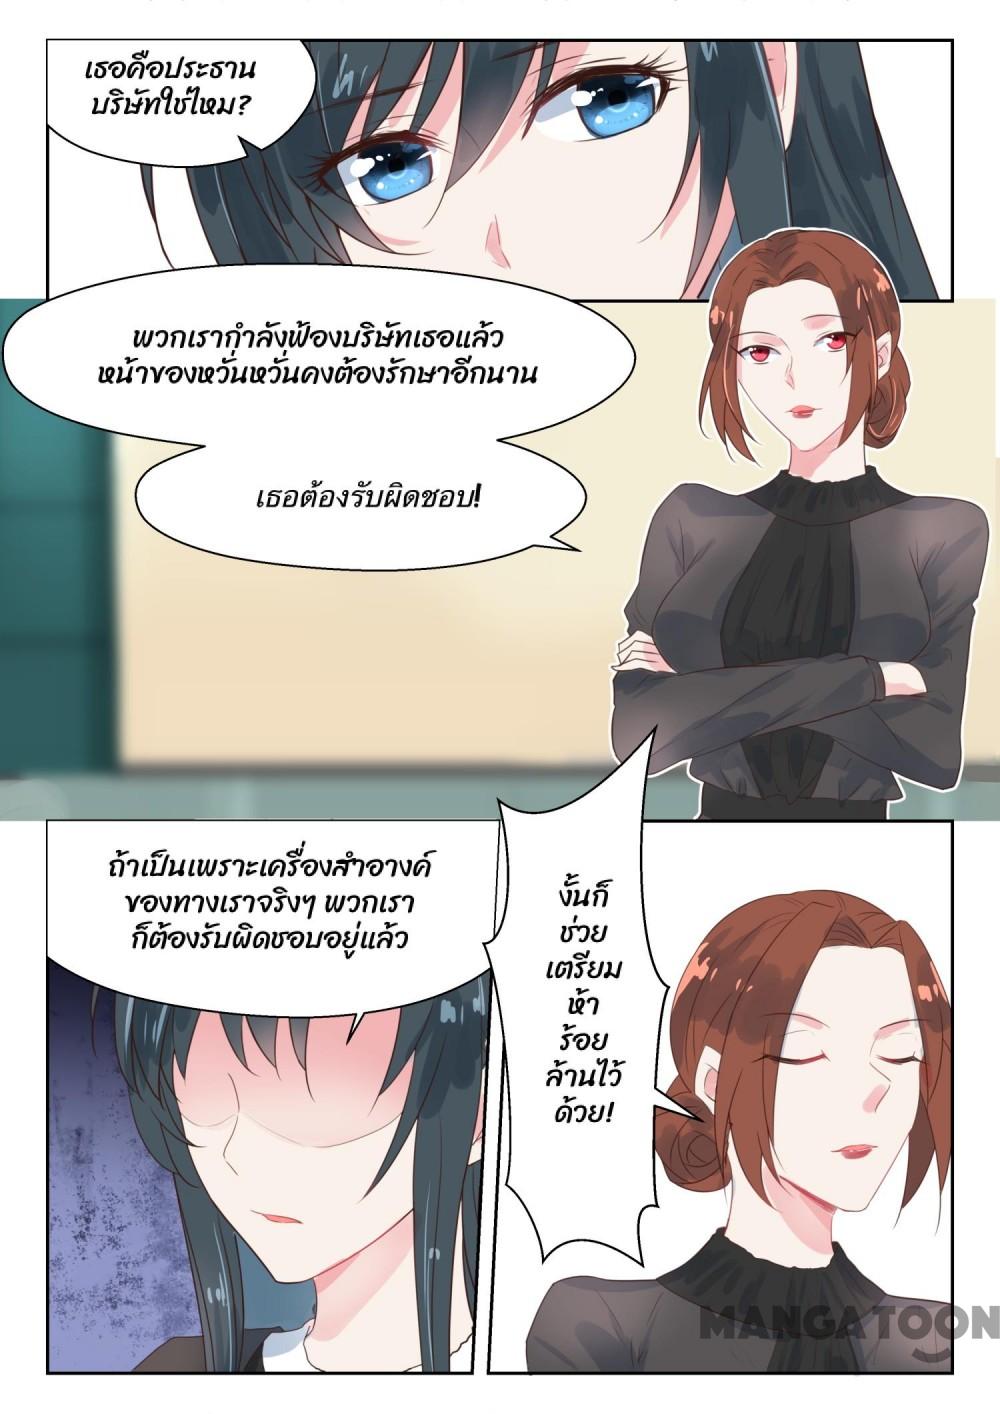 เธอคือประธาน
บริษัทใช่ไหม?
พวกเรากำลังฟ้องบริษัทเธอแล้ว
หน้าของหวั่นหวั่นคงต้องรักษาอีกนาน
เธอต้องรับผิดชอบ!
ถ้าเป็นเพราะเครื่องสำอางค์
ของทางเราจริงๆ พวกเรา
ก็ต้องรับผิดชอบอยู่แล้ว
งั้นก็
ช่วย
เตรียม
ห้า
ร้อย
ล้านไว้
ด้วย!
MANGATOON